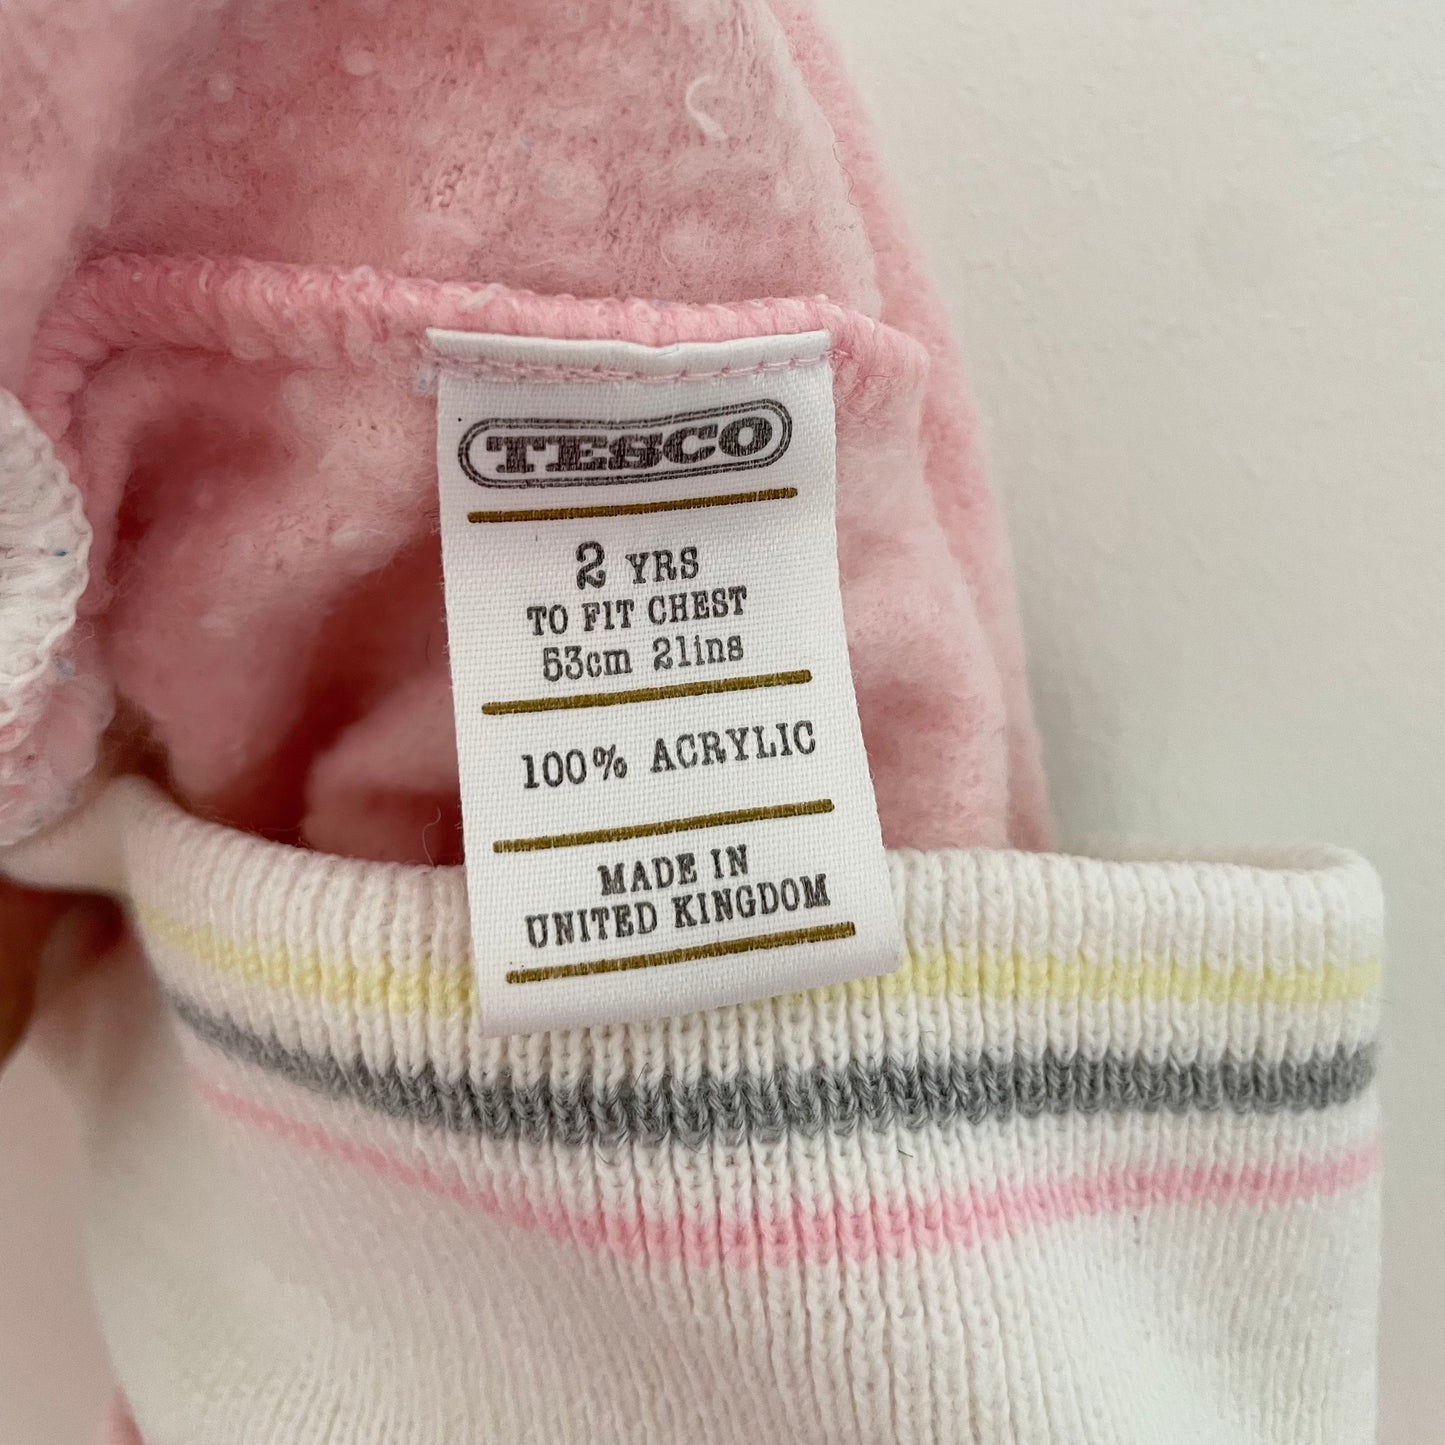 TESCO
2 YRS
TO FIT CHEST
53cm 21ins
100% ACRYLIC
MADE IN
UNITED KINGDOM